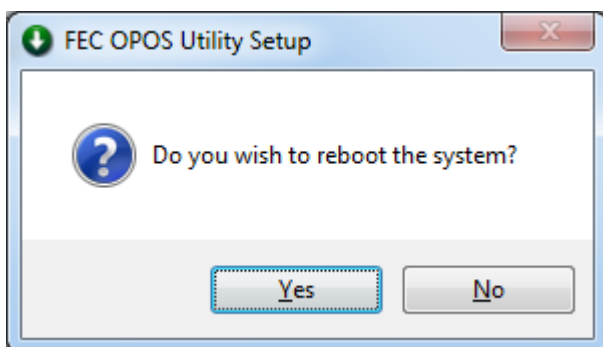 FEC OPOS Utility Setup
Do you wish to reboot the system?
Yes
No